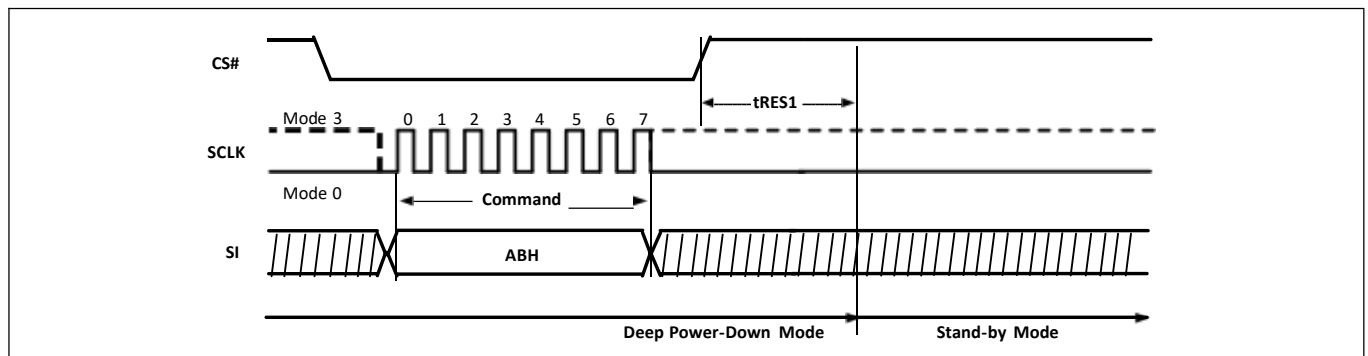 CS#
tRES1
Mode 3
0 1 2 3 4 5 6 7
SCLK
Mode 0
Command
SI
ABH
Deep Power-Down Mode
Stand-by Mode